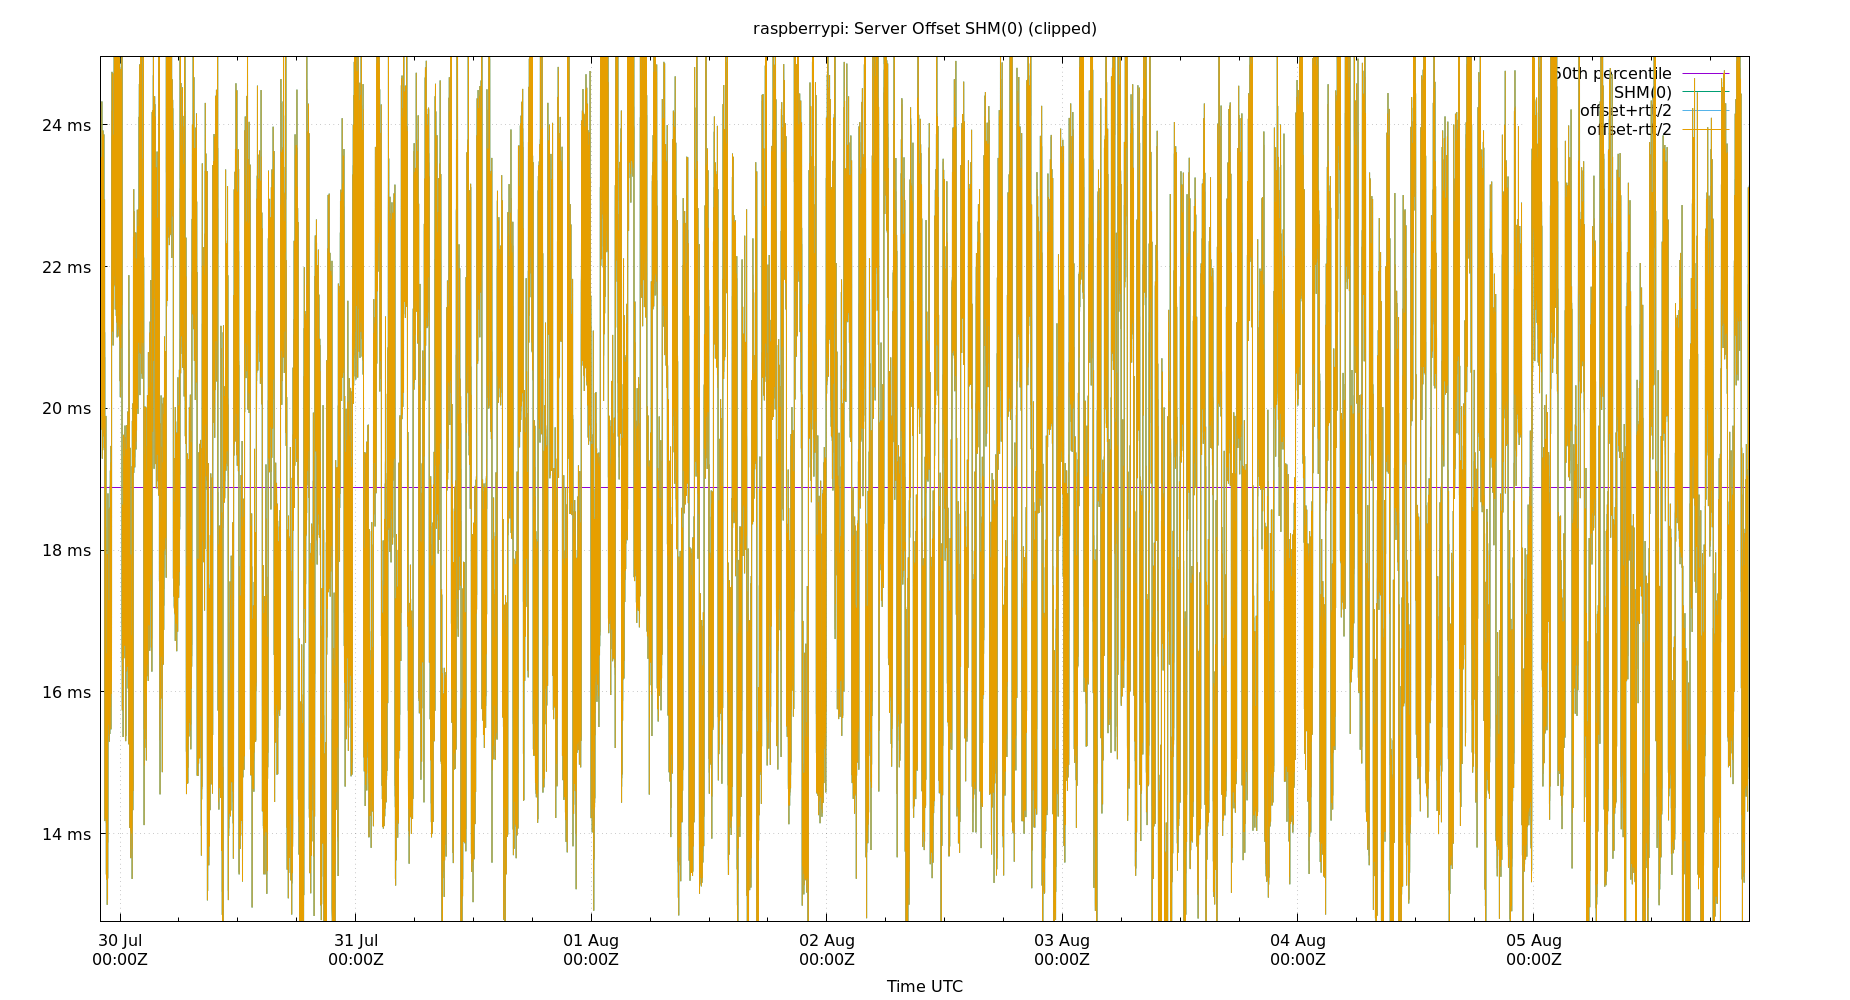 raspberrypi: Server Offset SHM(0) (clipped)
50th percentile
SHM(0)
offset+rtt/2
offset-rtt/2
24 ms
22 ms
20 ms
18 ms
16 ms
14 ms
30 Jul 31 Jul 01 Aug 02 Aug 03 Aug 04 Aug 05 Aug
00:00Z 00:00Z 00:00Z 00:00Z 00:00Z 00:00Z 00:00Z
Time UTC